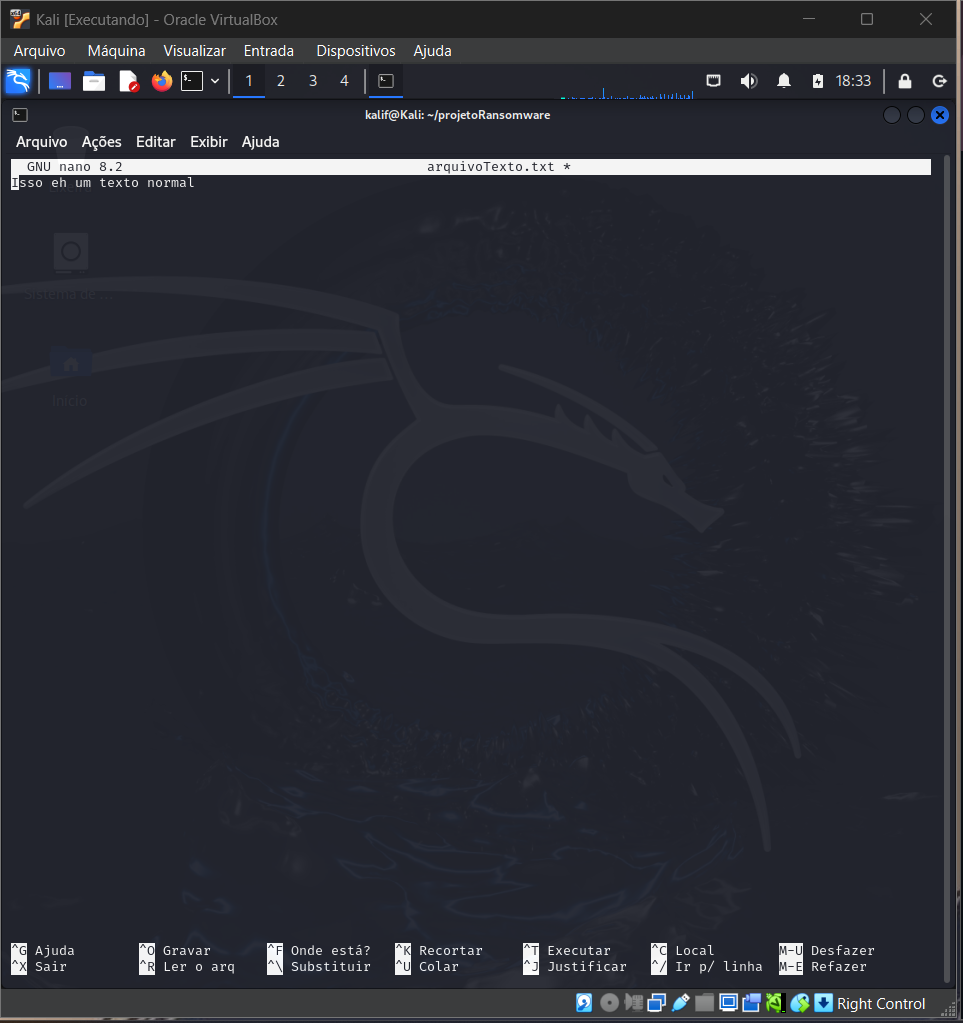 Kali [Executando] - Oracle VirtualBox
Arquivo Máquina Visualizar Entrada Dispositivos Ajuda
1 2 3 4 18:33
kalif@Kali: ~/projetoRansomware
Arquivo Ações Editar Exibir Ajuda
GNU nano 8.2 arquivoTexto.txt *
Isso eh um texto normal
Sistema de ...
Início
^G Ajuda ^O Gravar ^F Onde está? ^K Recortar ^T Executar ^C Local M-U Desfazer
^X Sair ^R Ler o arq ^\ Substituir ^U Colar ^J Justificar ^/ Ir p/ linha M-E Refazer
Right Control